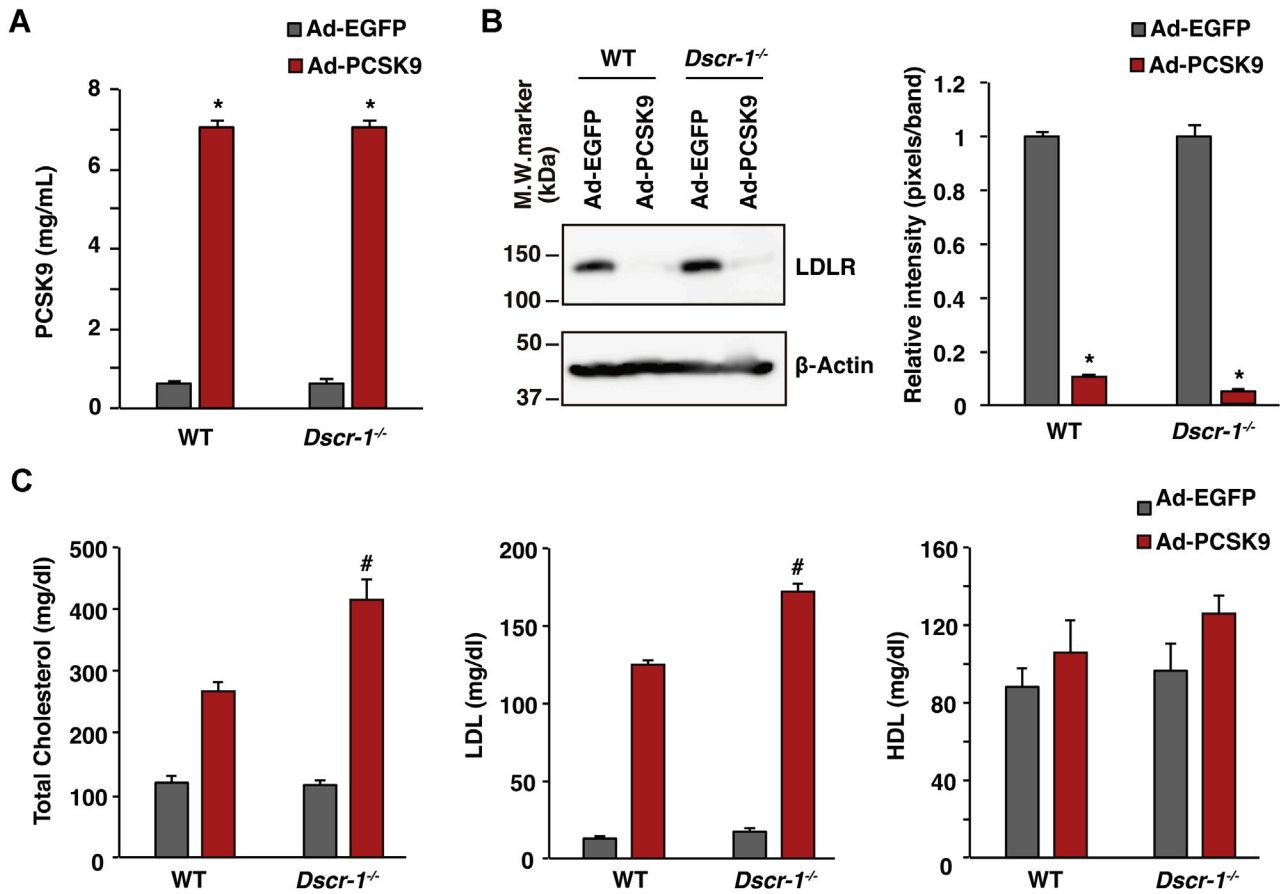 A
Ad-EGFP
Ad-PCSK9
PCSK9 (mg/mL)
8
6
4
2
0
*
*
WT
Dscr-1-/-
B
WT
Dscr-1-/-
M.W.marker
(kDa)
Ad-EGFP
Ad-PCSK9
Ad-EGFP
Ad-PCSK9
150
100
LDLR
50
37
β-Actin
Ad-EGFP
Ad-PCSK9
Relative intensity (pixels/band)
1.2
1
0.8
0.6
0.4
0.2
0
*
*
WT
Dscr-1-/-
C
Total Cholesterol (mg/dl)
500
400
300
200
100
0
#
WT
Dscr-1-/-
LDL (mg/dl)
200
150
100
50
0
#
WT
Dscr-1-/-
Ad-EGFP
Ad-PCSK9
HDL (mg/dl)
160
120
80
40
0
WT
Dscr-1-/-